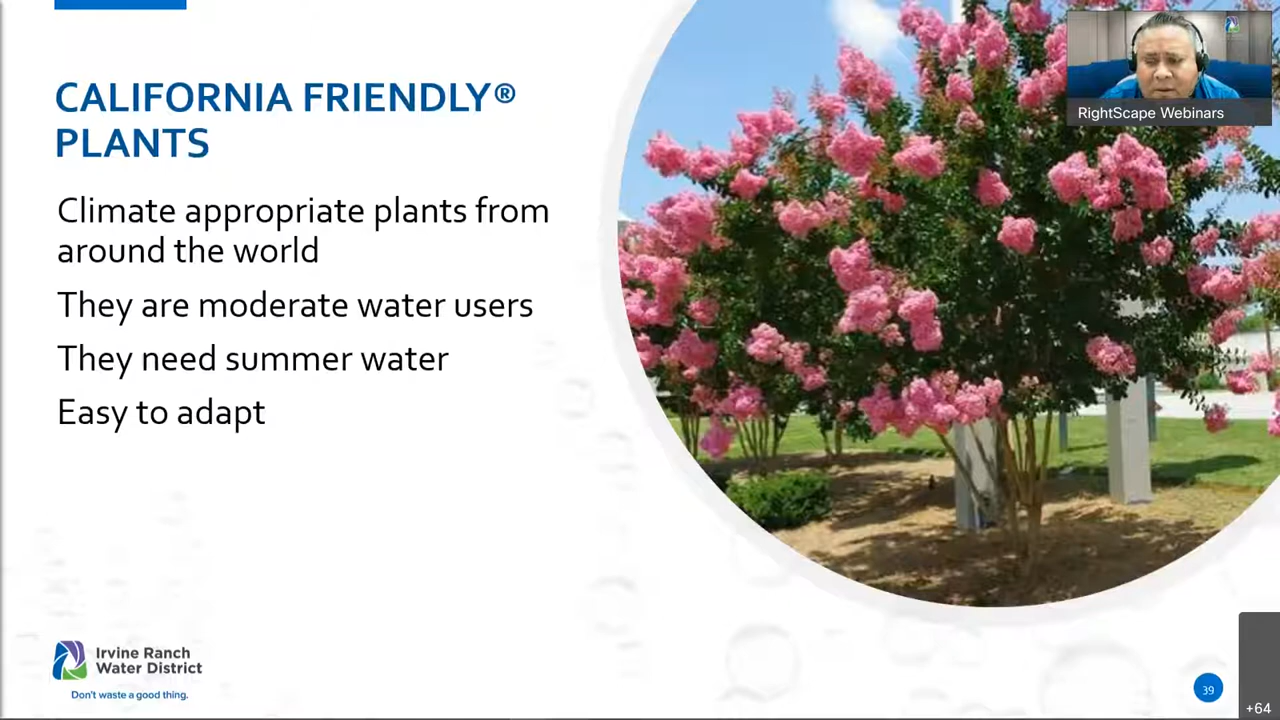 CALIFORNIA FRIENDLY®
PLANTS
Climate appropriate plants from
around the world
They are moderate water users
They need summer water
Easy to adapt
RightScape Webinars
Irvine Ranch
Water District
Don't waste a good thing.
39
+64